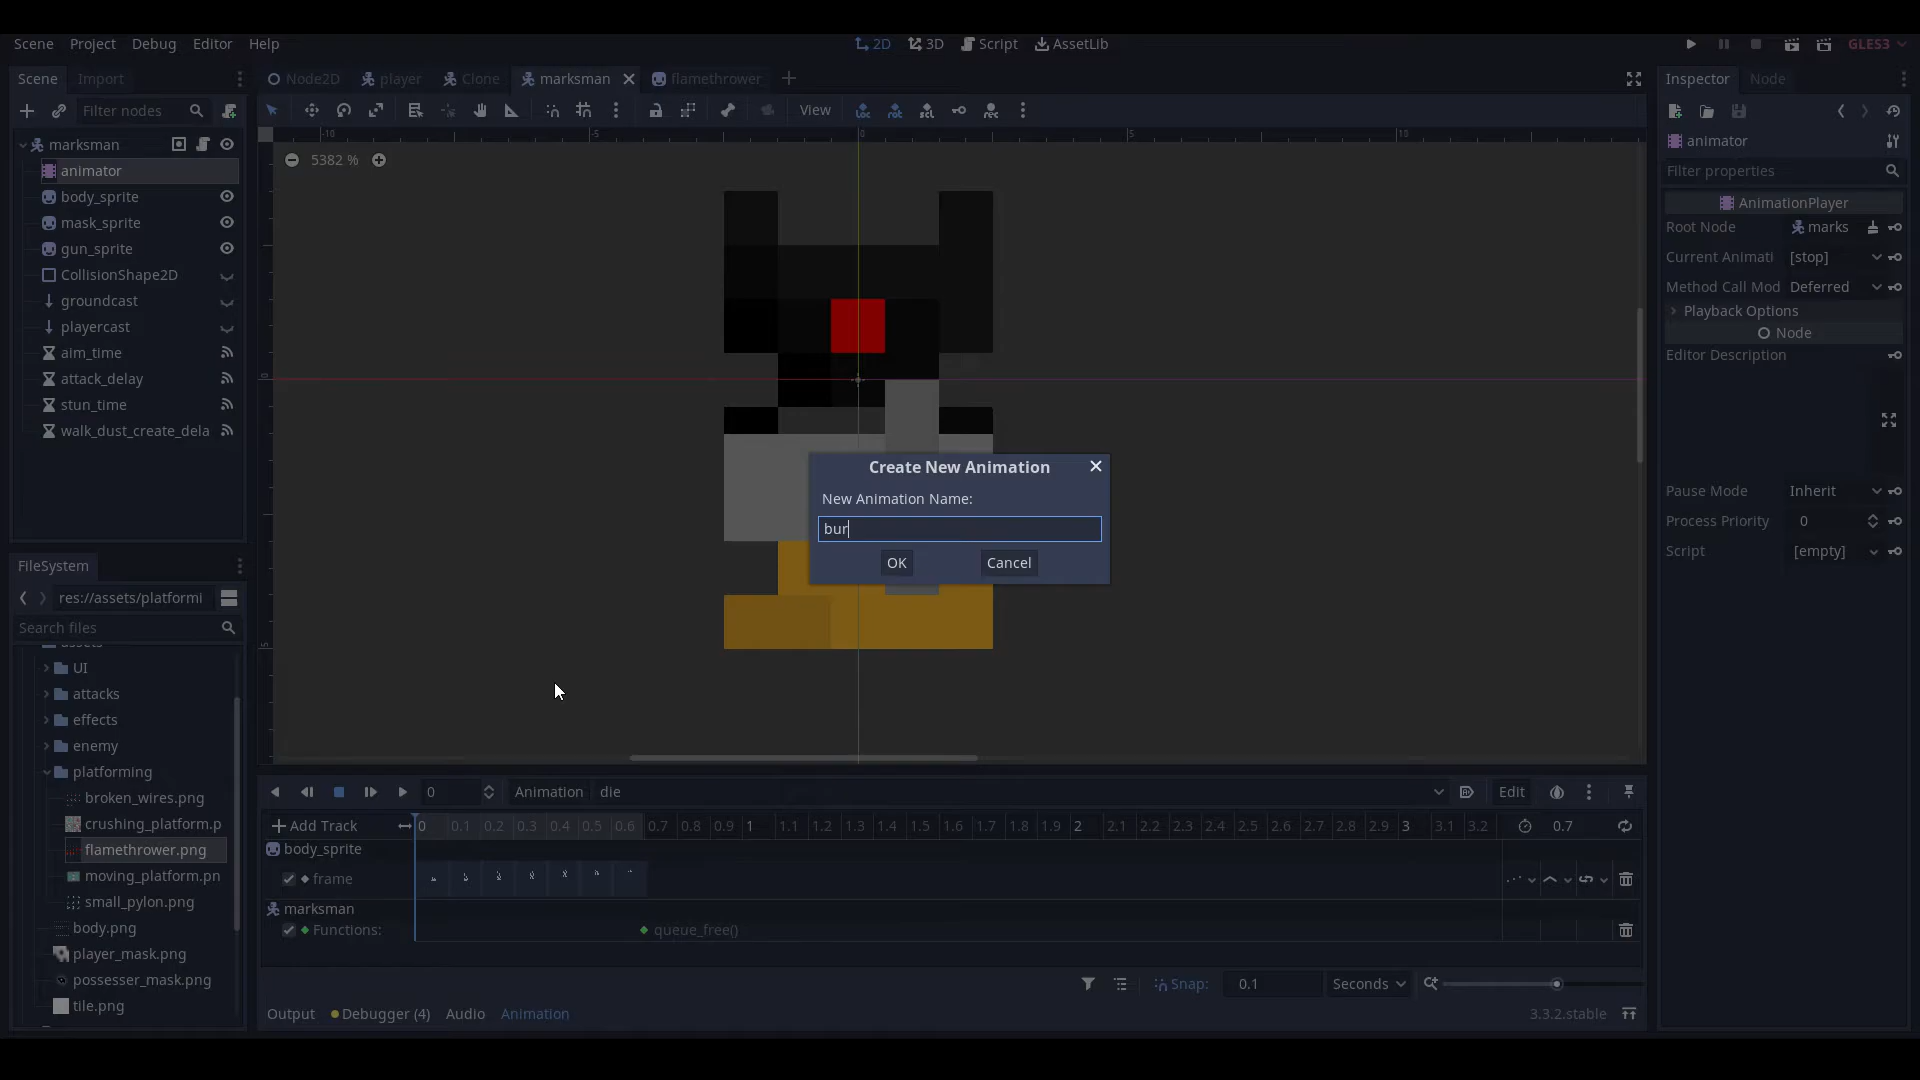 Scene Project Debug Editor Help
2D 3D Script AssetLib
GLES3
Scene Import
Node2D player Clone marksman flamethrower
Inspector Node
Filter nodes
View
marksman
animator
body_sprite
mask_sprite
gun_sprite
CollisionShape2D
groundcast
playercast
aim_time
attack_delay
stun_time
walk_dust_create_dela
-10 -5 0 5 10
5382 %
0
5
Create New Animation
New Animation Name:
bur
OK Cancel
animator
Filter properties
AnimationPlayer
Root Node marks
Current Animati [stop]
Method Call Mod Deferred
Playback Options
Node
Editor Description
Pause Mode Inherit
Process Priority 0
Script [empty]
FileSystem
res://assets/platformi
Search files
assets
UI
attacks
effects
enemy
platforming
broken_wires.png
crushing_platform.p
flamethrower.png
moving_platform.pn
small_pylon.png
body.png
player_mask.png
possesser_mask.png
tile.png
0 Animation die Edit
Add Track 0 0.1 0.2 0.3 0.4 0.5 0.6 0.7 0.8 0.9 1 1.1 1.2 1.3 1.4 1.5 1.6 1.7 1.8 1.9 2 2.1 2.2 2.3 2.4 2.5 2.6 2.7 2.8 2.9 3 3.1 3.2 0.7
body_sprite
frame
marksman
Functions: queue_free()
Snap: 0.1 Seconds
Output Debugger (4) Audio Animation 3.3.2.stable